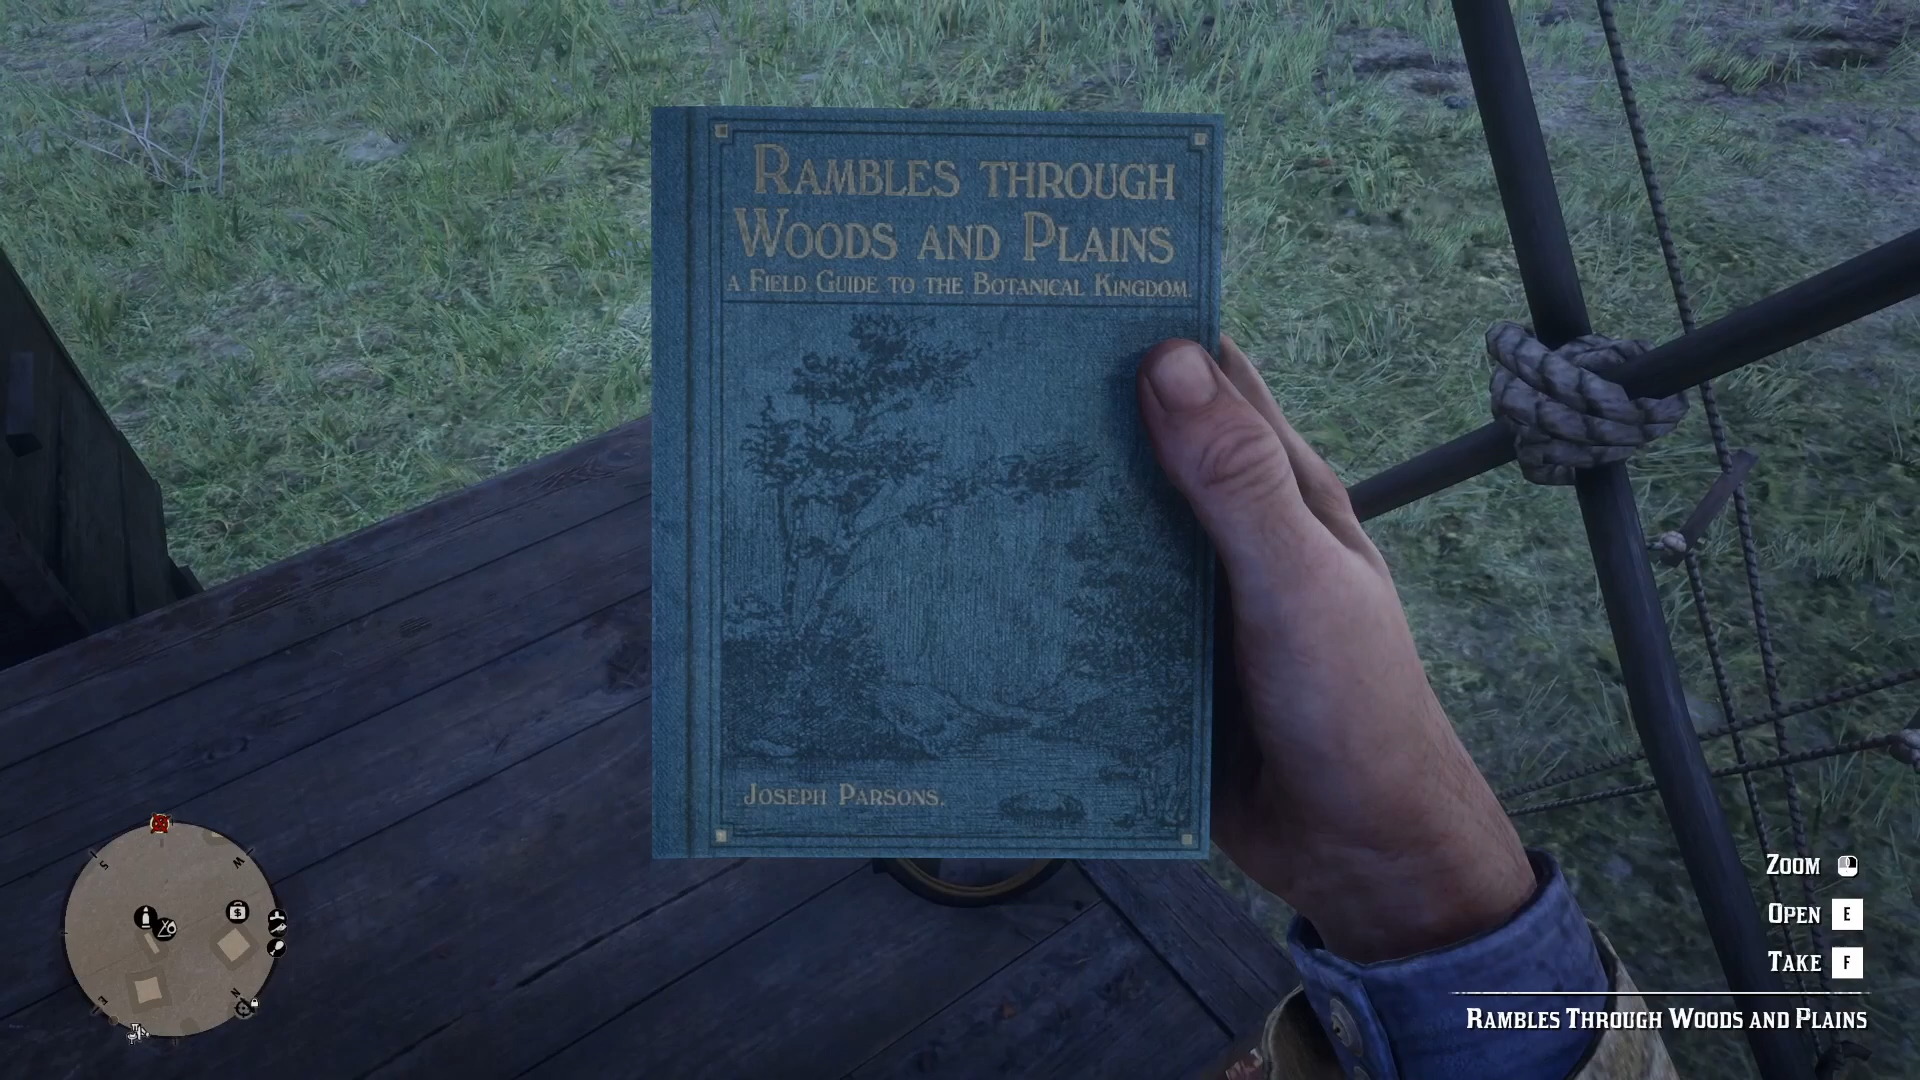 Rambles through
Woods and Plains
a Field Guide to the Botanical Kingdom.
Joseph Parsons.
S
W
E
N
Zoom
Open E
Take F
Rambles Through Woods and Plains